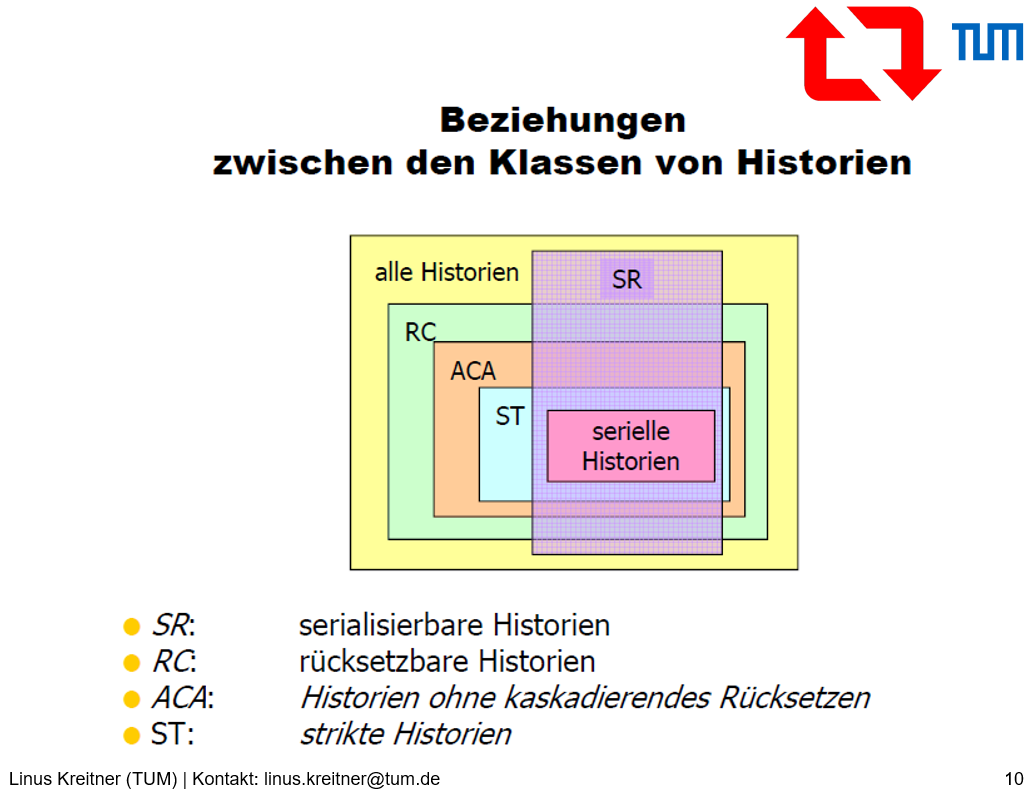 TUM
Beziehungen
zwischen den Klassen von Historien
alle Historien
SR
RC
ACA
ST
serielle
Historien
SR: serialisierbare Historien
RC: rücksetzbare Historien
ACA: Historien ohne kaskadierendes Rücksetzen
ST: strikte Historien
Linus Kreitner (TUM) | Kontakt: linus.kreitner@tum.de 10